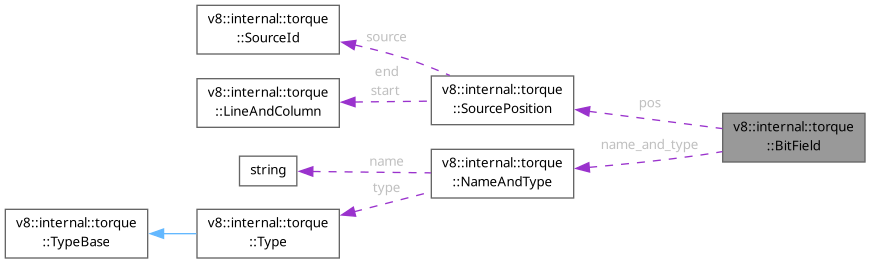 v8::internal::torque
::SourceId
source
end
start
v8::internal::torque
::LineAndColumn
v8::internal::torque
::SourcePosition
pos
v8::internal::torque
::BitField
name_and_type
string
name
type
v8::internal::torque
::NameAndType
v8::internal::torque
::TypeBase
v8::internal::torque
::Type